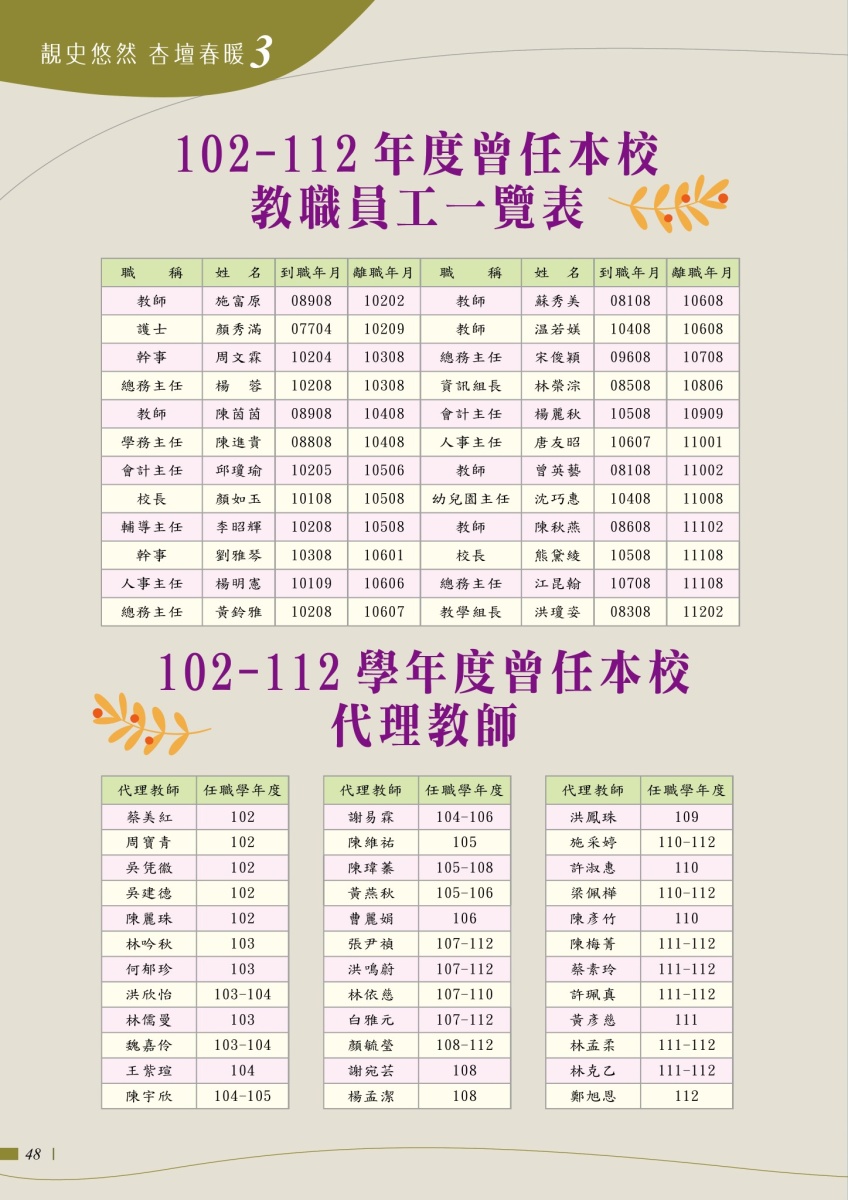 靚史悠然 杏壇春暖 3
102-112 年度曾任本校
教職員工一覽表
職稱 姓名 到職年月 離職年月 職稱 姓名 到職年月 離職年月
教師 施富原 08908 10202 教師 蘇秀美 08108 10608
護士 顏秀滿 07704 10209 教師 温若媄 10408 10608
幹事 周文霖 10204 10308 總務主任 宋俊穎 09608 10708
總務主任 楊蓉 10208 10308 資訊組長 林榮淙 08508 10806
教師 陳茵茵 08908 10408 會計主任 楊麗秋 10508 10909
學務主任 陳進貴 08808 10408 人事主任 唐友昭 10607 11001
會計主任 邱瓊瑜 10205 10506 教師 曾英藝 08108 11002
校長 顏如玉 10108 10508 幼兒園主任 沈巧惠 10408 11008
輔導主任 李昭輝 10208 10508 教師 陳秋燕 08608 11102
幹事 劉雅琴 10308 10601 校長 熊黛綾 10508 11108
人事主任 楊明憲 10109 10606 總務主任 江昆翰 10708 11108
總務主任 黃鈴雅 10208 10607 教學組長 洪瓊姿 08308 11202
102-112 學年度曾任本校
代理教師
代理教師 任職學年度 代理教師 任職學年度 代理教師 任職學年度
蔡美紅 102 謝易霖 104-106 洪鳳珠 109
周寶青 102 陳維祐 105 施采婷 110-112
吳凭徽 102 陳瑋蓁 105-108 許淑惠 110
吳建德 102 黃燕秋 105-106 梁佩樺 110-112
陳麗珠 102 曹麗娟 106 陳彥竹 110
林吟秋 103 張尹禎 107-112 陳梅菁 111-112
何郁珍 103 洪鳴蔚 107-112 蔡素玲 111-112
洪欣怡 103-104 林依慈 107-110 許珮真 111-112
林儒曼 103 白雅元 107-112 黃彥慈 111
魏嘉伶 103-104 顏毓瑩 108-112 林孟柔 111-112
王紫瑄 104 謝宛芸 108 林克乙 111-112
陳宇欣 104-105 楊孟潔 108 鄭旭恩 112
48